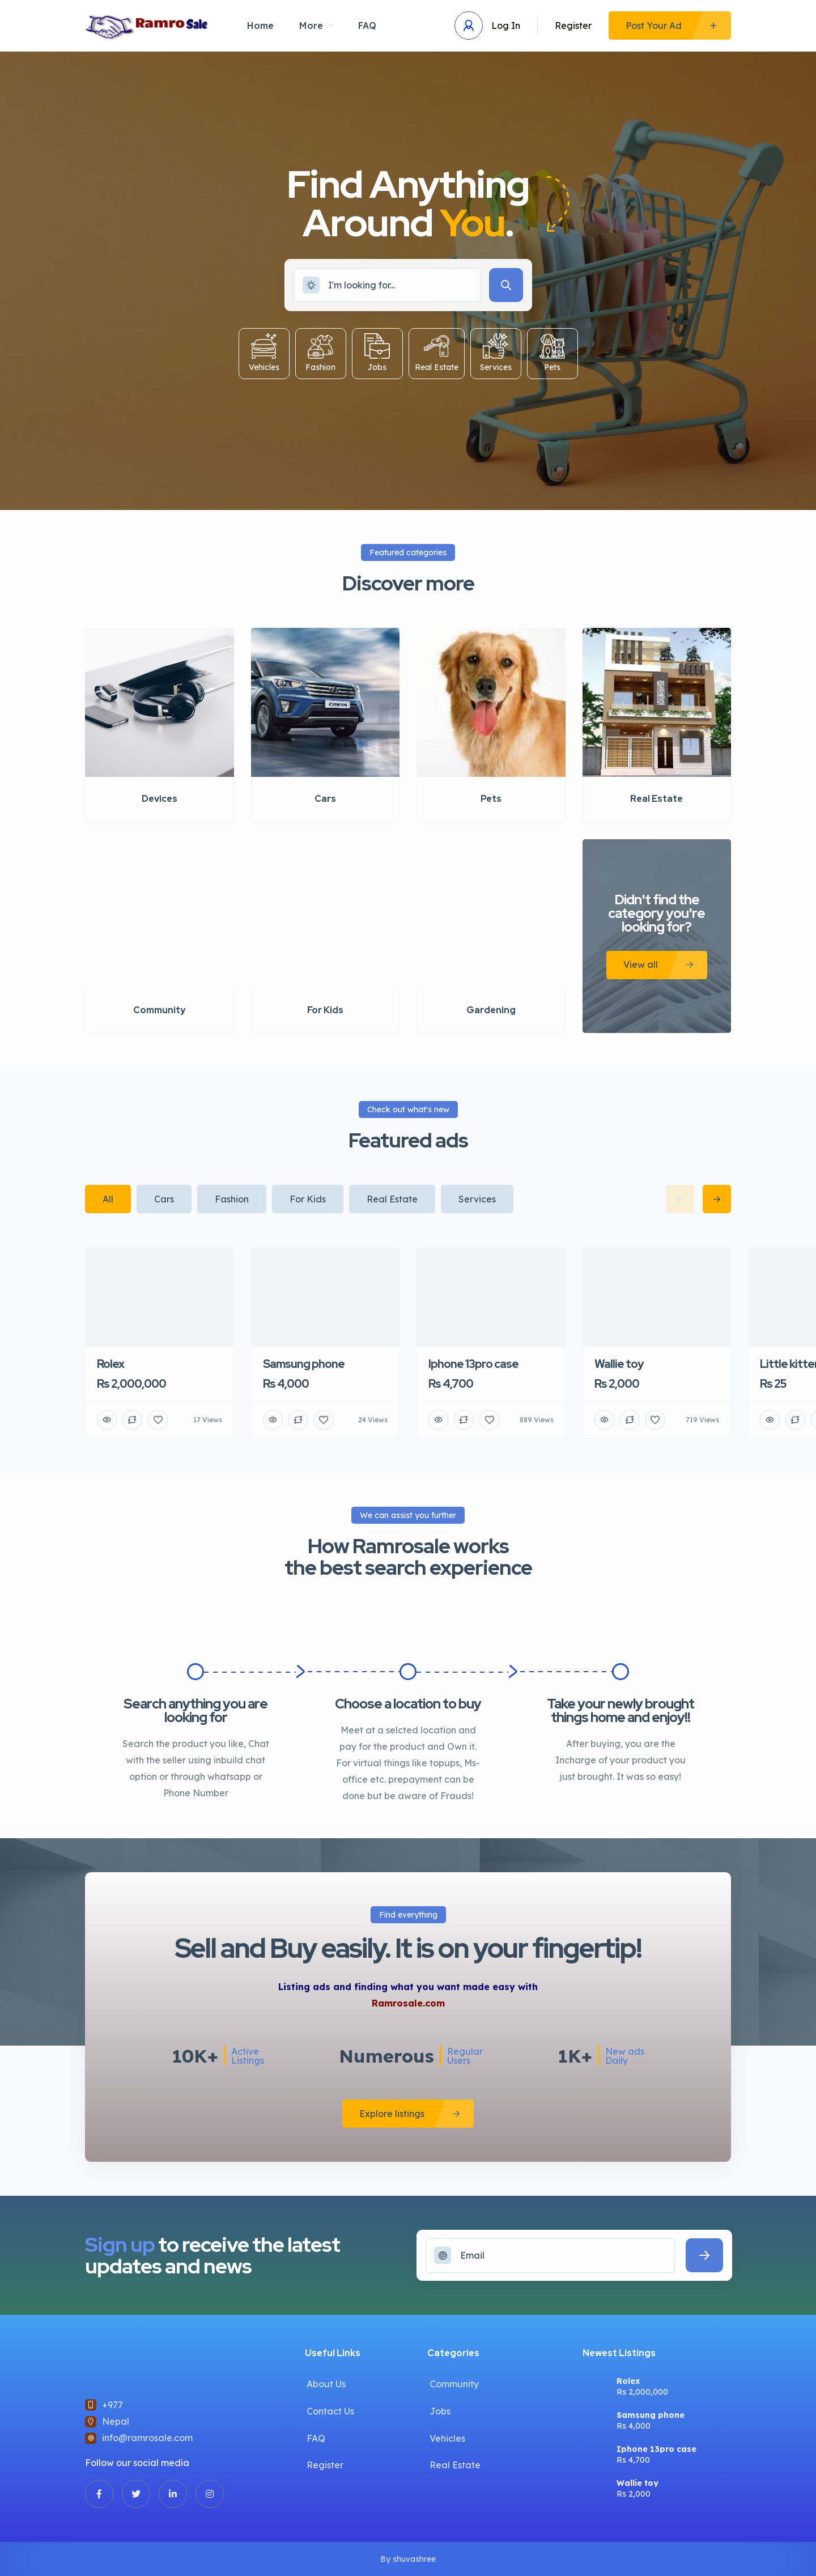 Ramro Sale
Home
More
FAQ
Log In
Register
Post Your Ad
Find Anything
Around You.
I'm looking for...
Vehicles
Fashion
Jobs
Real Estate
Services
Pets
Featured categories
Discover more
CRETA
Devices
Cars
Pets
Real Estate
Didn't find the
category you're
looking for?
View all
Community
For Kids
Gardening
Check out what's new
Featured ads
All
Cars
Fashion
For Kids
Real Estate
Services
Rolex
Rs 2,000,000
17 Views
Samsung phone
Rs 4,000
24 Views
Iphone 13pro case
Rs 4,700
889 Views
Wallie toy
Rs 2,000
719 Views
Little kitten
Rs 25
We can assist you further
How Ramrosale works
the best search experience
Search anything you are
looking for
Search the product you like, Chat
with the seller using inbuild chat
option or through whatsapp or
Phone Number
Choose a location to buy
Meet at a selcted location and
pay for the product and Own it.
For virtual things like topups, Ms-
office etc. prepayment can be
done but be aware of Frauds!
Take your newly brought
things home and enjoy!!
After buying, you are the
Incharge of your product you
just brought. It was so easy!
Find everything
Sell and Buy easily. It is on your fingertip!
Listing ads and finding what you want made easy with
Ramrosale.com
10K+
Active
Listings
Numerous
Regular
Users
1K+
New ads
Daily
Explore listings
Sign up to receive the latest
updates and news
Email
+977
Nepal
info@ramrosale.com
Follow our social media
Useful Links
About Us
Contact Us
FAQ
Register
Categories
Community
Jobs
Vehicles
Real Estate
Newest Listings
Rolex
Rs 2,000,000
Samsung phone
Rs 4,000
Iphone 13pro case
Rs 4,700
Wallie toy
Rs 2,000
By shuvashree